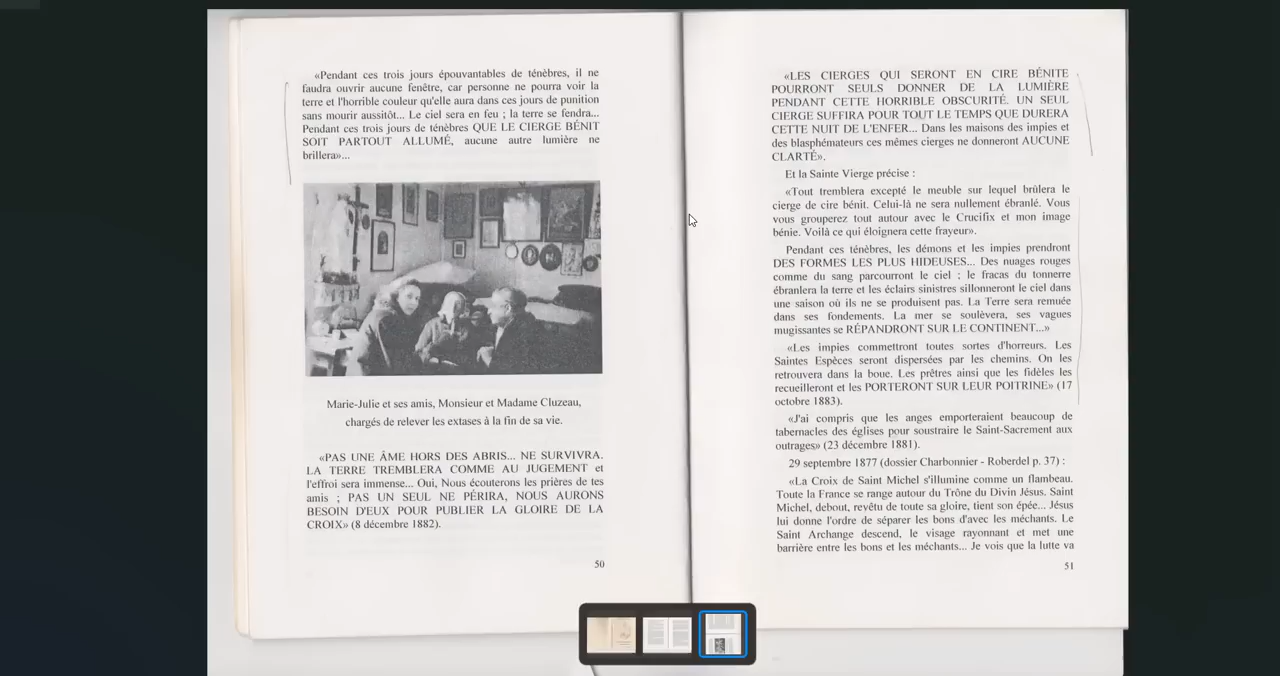 «Pendant ces trois jours épouvantables de ténèbres, il ne
faudra ouvrir aucune fenêtre, car personne ne pourra voir la
terre et l'horrible couleur qu'elle aura dans ces jours de punition
sans mourir aussitôt... Le ciel sera en feu ; la terre se fendra...
Pendant ces trois jours de ténèbres QUE LE CIERGE BÉNIT
SOIT PARTOUT ALLUMÉ, aucune autre lumière ne
brillera»...
Marie-Julie et ses amis, Monsieur et Madame Cluzeau,
chargés de relever les extases à la fin de sa vie.
«PAS UNE ÂME HORS DES ABRIS... NE SURVIVRA.
LA TERRE TREMBLERA COMME AU JUGEMENT et
l'effroi sera immense... Oui, Nous écouterons les prières de tes
amis ; PAS UN SEUL NE PÉRIRA, NOUS AURONS
BESOIN D'EUX POUR PUBLIER LA GLOIRE DE LA
CROIX» (8 décembre 1882).
50
«LES CIERGES QUI SERONT EN CIRE BÉNITE
POURRONT SEULS DONNER DE LA LUMIÈRE
PENDANT CETTE HORRIBLE OBSCURITÉ. UN SEUL
CIERGE SUFFIRA POUR TOUT LE TEMPS QUE DURERA
CETTE NUIT DE L'ENFER... Dans les maisons des impies et
des blasphémateurs ces mêmes cierges ne donneront AUCUNE
CLARTÉ».
Et la Sainte Vierge précise :
«Tout tremblera excepté le meuble sur lequel brûlera le
cierge de cire bénit. Celui-là ne sera nullement ébranlé. Vous
vous grouperez tout autour avec le Crucifix et mon image
bénie. Voilà ce qui éloignera cette frayeur».
Pendant ces ténèbres, les démons et les impies prendront
DES FORMES LES PLUS HIDEUSES... Des nuages rouges
comme du sang parcourront le ciel ; le fracas du tonnerre
ébranlera la terre et les éclairs sinistres sillonneront le ciel dans
une saison où ils ne se produisent pas. La Terre sera remuée
dans ses fondements. La mer se soulèvera, ses vagues
mugissantes se RÉPANDRONT SUR LE CONTINENT...»
«Les impies commettront toutes sortes d'horreurs. Les
Saintes Espèces seront dispersées par les chemins. On les
retrouvera dans la boue. Les prêtres ainsi que les fidèles les
recueilleront et les PORTERONT SUR LEUR POITRINE» (17
octobre 1883).
«J'ai compris que les anges emporteraient beaucoup de
tabernacles des églises pour soustraire le Saint-Sacrement aux
outrages» (23 décembre 1881).
29 septembre 1877 (dossier Charbonnier - Roberdel p. 37) :
«La Croix de Saint Michel s'illumine comme un flambeau.
Toute la France se range autour du Trône du Divin Jésus. Saint
Michel, debout, revêtu de toute sa gloire, tient son épée... Jésus
lui donne l'ordre de séparer les bons d'avec les méchants. Le
Saint Archange descend, le visage rayonnant et met une
barrière entre les bons et les méchants... Je vois que la lutte va
51